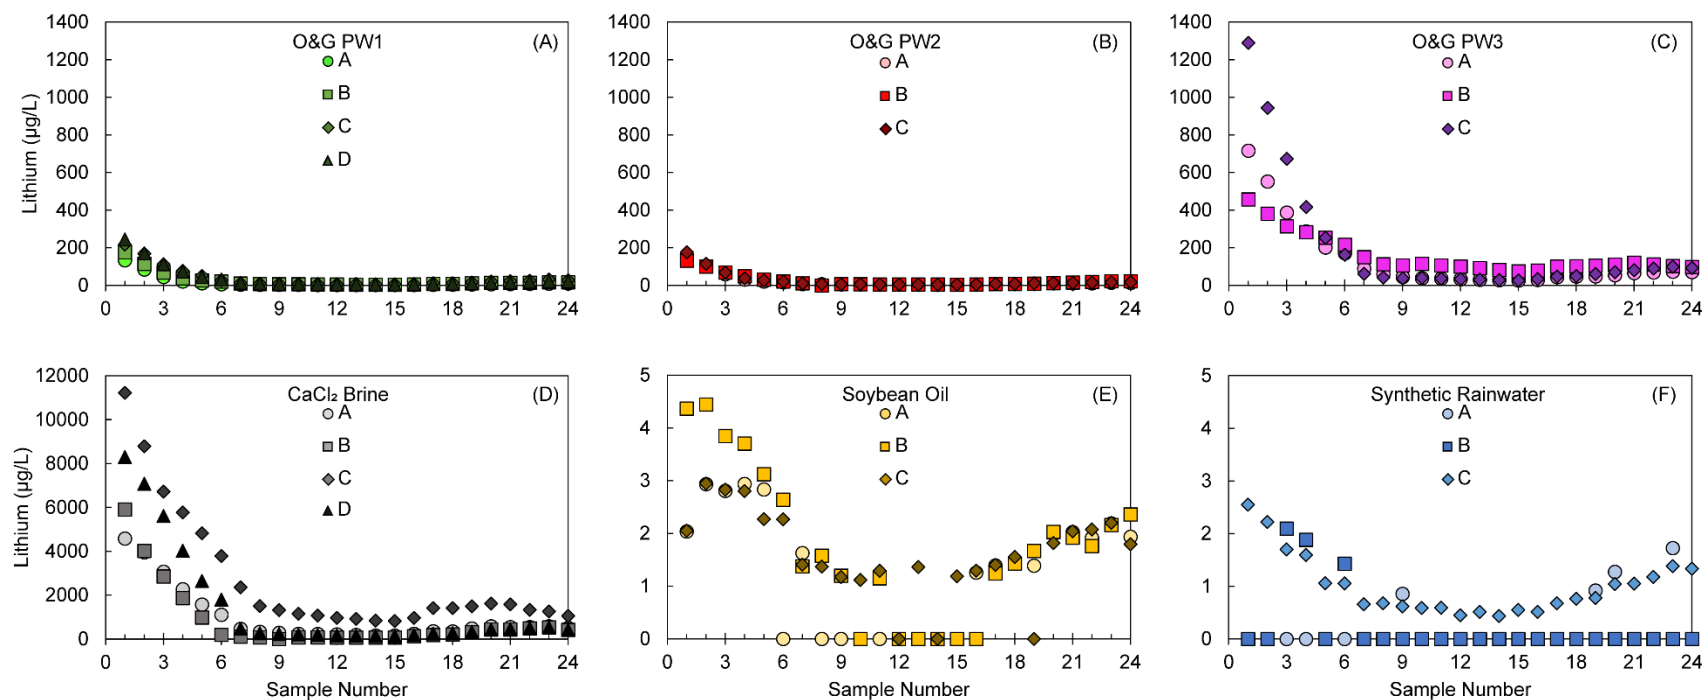 O&G PW1 (A)
A
B
C
D
Lithium (µg/L)
1400
1200
1000
800
600
400
200
0
0 3 6 9 12 15 18 21 24
O&G PW2 (B)
A
B
C
1400
1200
1000
800
600
400
200
0
0 3 6 9 12 15 18 21 24
O&G PW3 (C)
A
B
C
1400
1200
1000
800
600
400
200
0
0 3 6 9 12 15 18 21 24
CaCl₂ Brine (D)
A
B
C
D
Lithium (µg/L)
12000
10000
8000
6000
4000
2000
0
0 3 6 9 12 15 18 21 24
Sample Number
Soybean Oil (E)
A
B
C
5
4
3
2
1
0
0 3 6 9 12 15 18 21 24
Sample Number
Synthetic Rainwater (F)
A
B
C
5
4
3
2
1
0
0 3 6 9 12 15 18 21 24
Sample Number